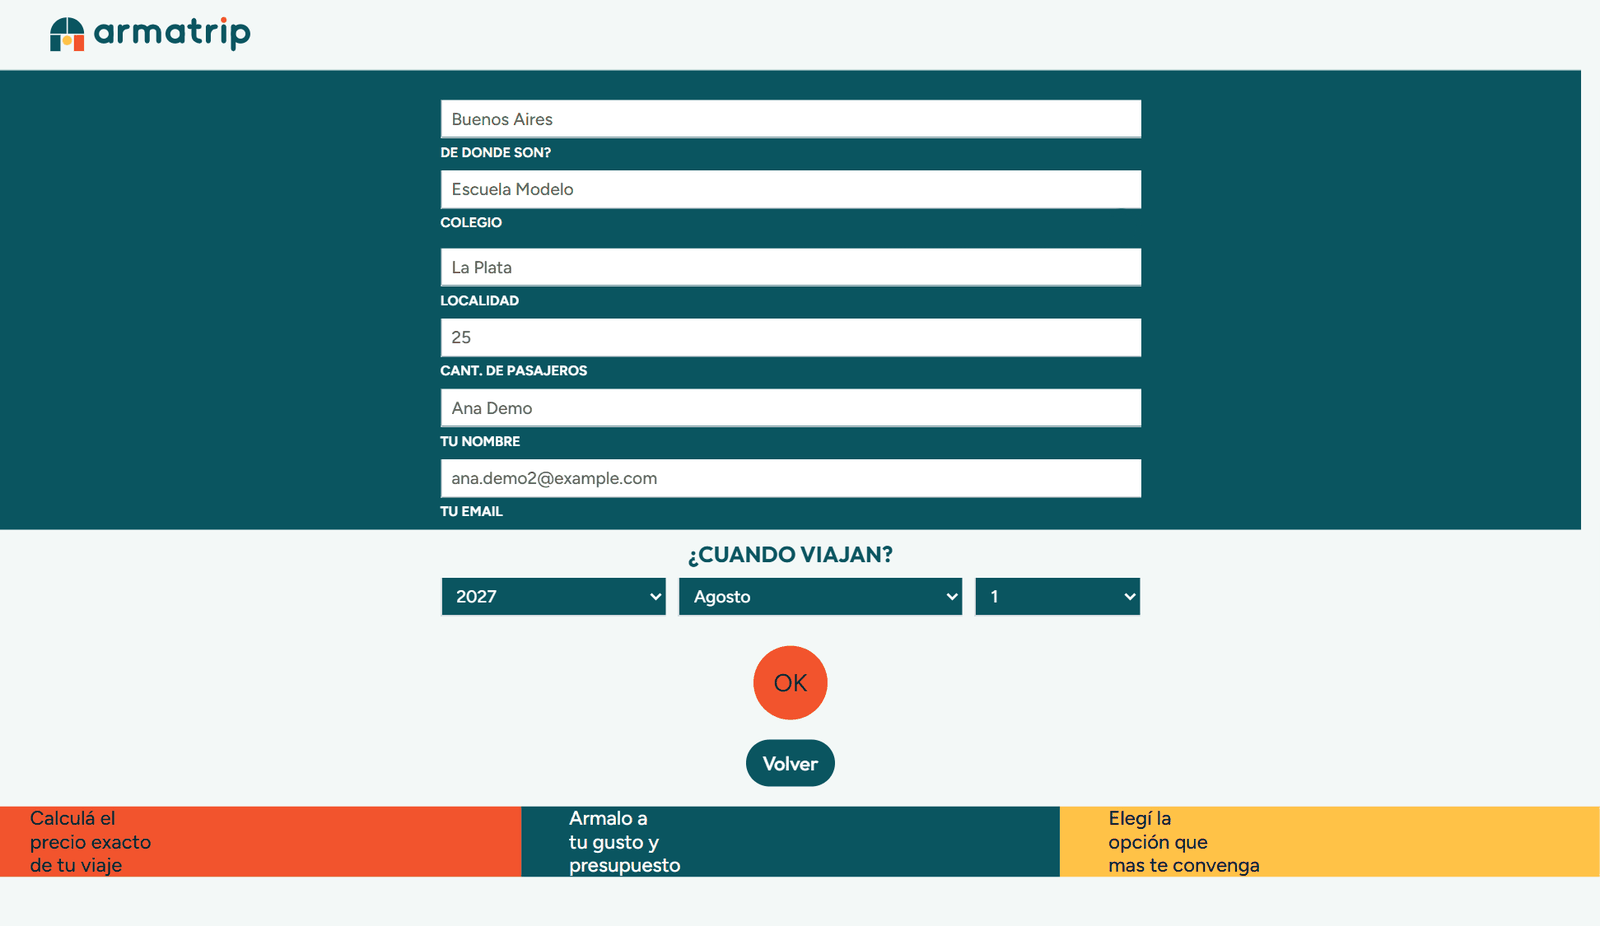 armatrip
Buenos Aires
DE DONDE SON?
Escuela Modelo
COLEGIO
La Plata
LOCALIDAD
25
CANT. DE PASAJEROS
Ana Demo
TU NOMBRE
ana.demo2@example.com
TU EMAIL
¿CUANDO VIAJAN?
2027 Agosto 1
OK
Volver
Calculá el
precio exacto
de tu viaje
Armalo a
tu gusto y
presupuesto
Elegí la
opción que
mas te convenga